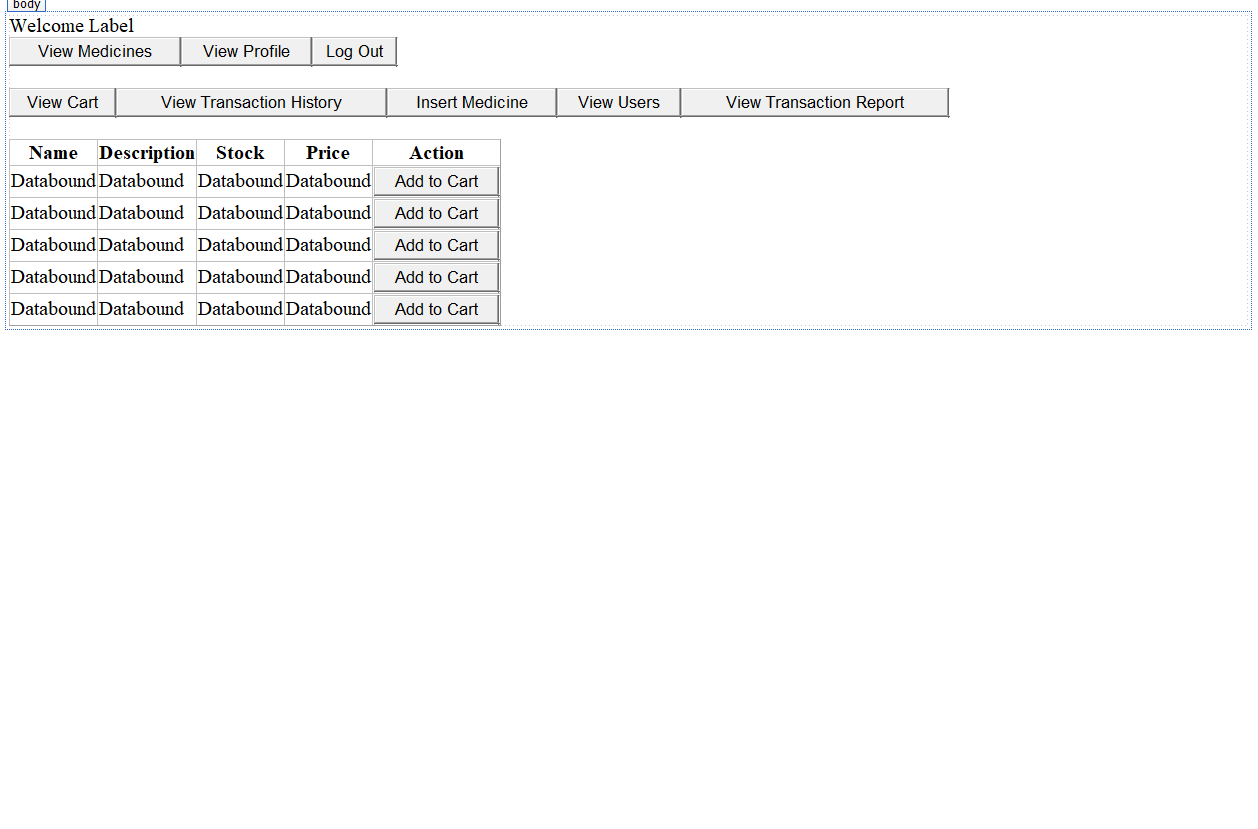 body
Welcome Label
View Medicines View Profile Log Out
View Cart View Transaction History Insert Medicine View Users View Transaction Report
Name Description Stock Price Action
Databound Databound Databound Databound Add to Cart
Databound Databound Databound Databound Add to Cart
Databound Databound Databound Databound Add to Cart
Databound Databound Databound Databound Add to Cart
Databound Databound Databound Databound Add to Cart